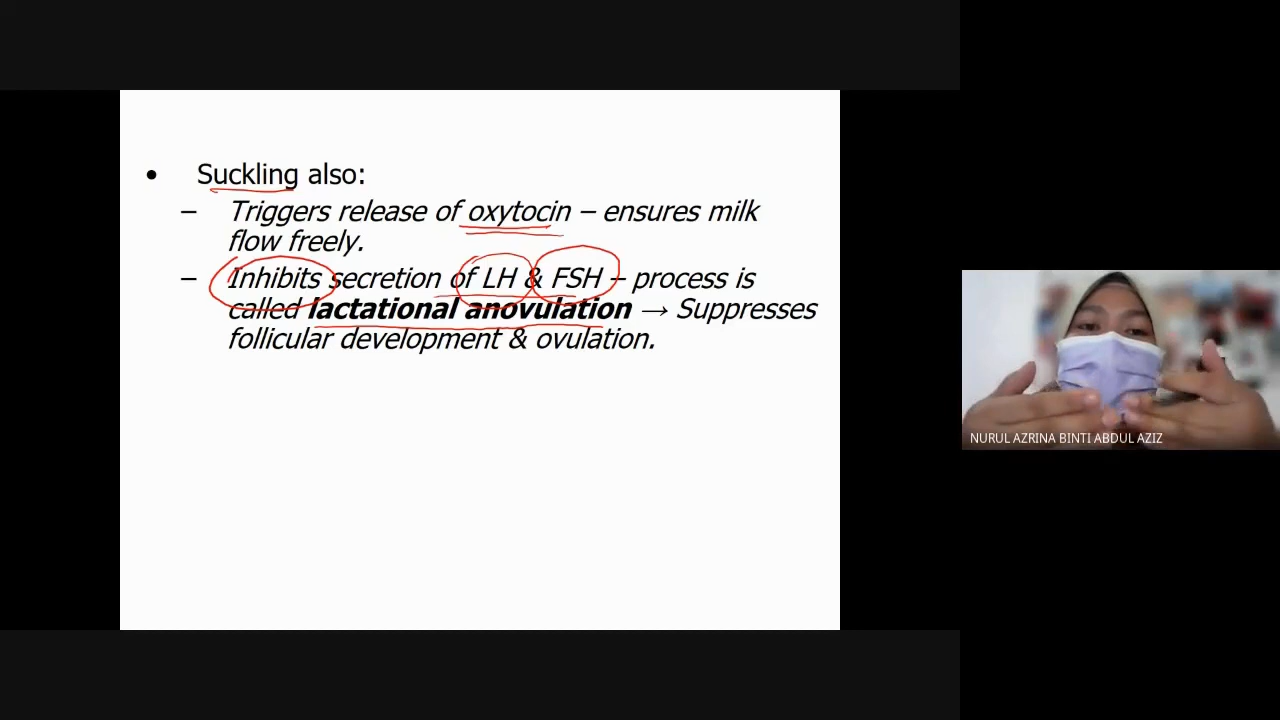 • Suckling also:
– Triggers release of oxytocin – ensures milk
flow freely.
– Inhibits secretion of LH & FSH – process is
called lactational anovulation → Suppresses
follicular development & ovulation.
NURUL AZRINA BINTI ABDUL AZIZ